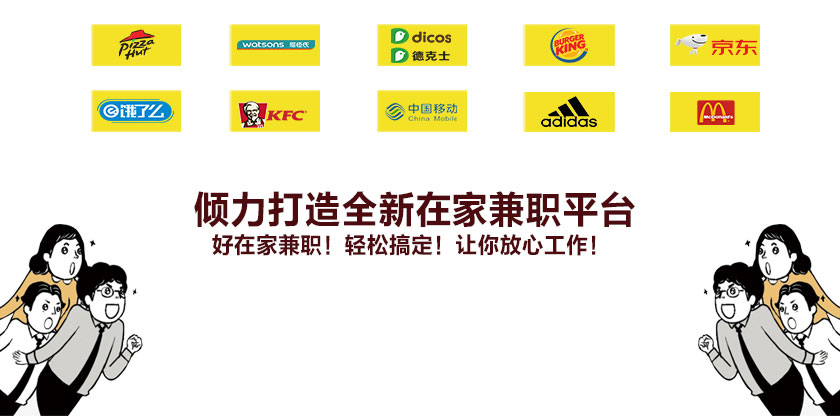 Pizza Hut
watsons 屈臣氏
dicos 德克士
BURGER KING
京东
饿了么
KFC
中国移动 China Mobile
adidas
McDonald's
倾力打造全新在家兼职平台
好在家兼职！轻松搞定！让你放心工作！